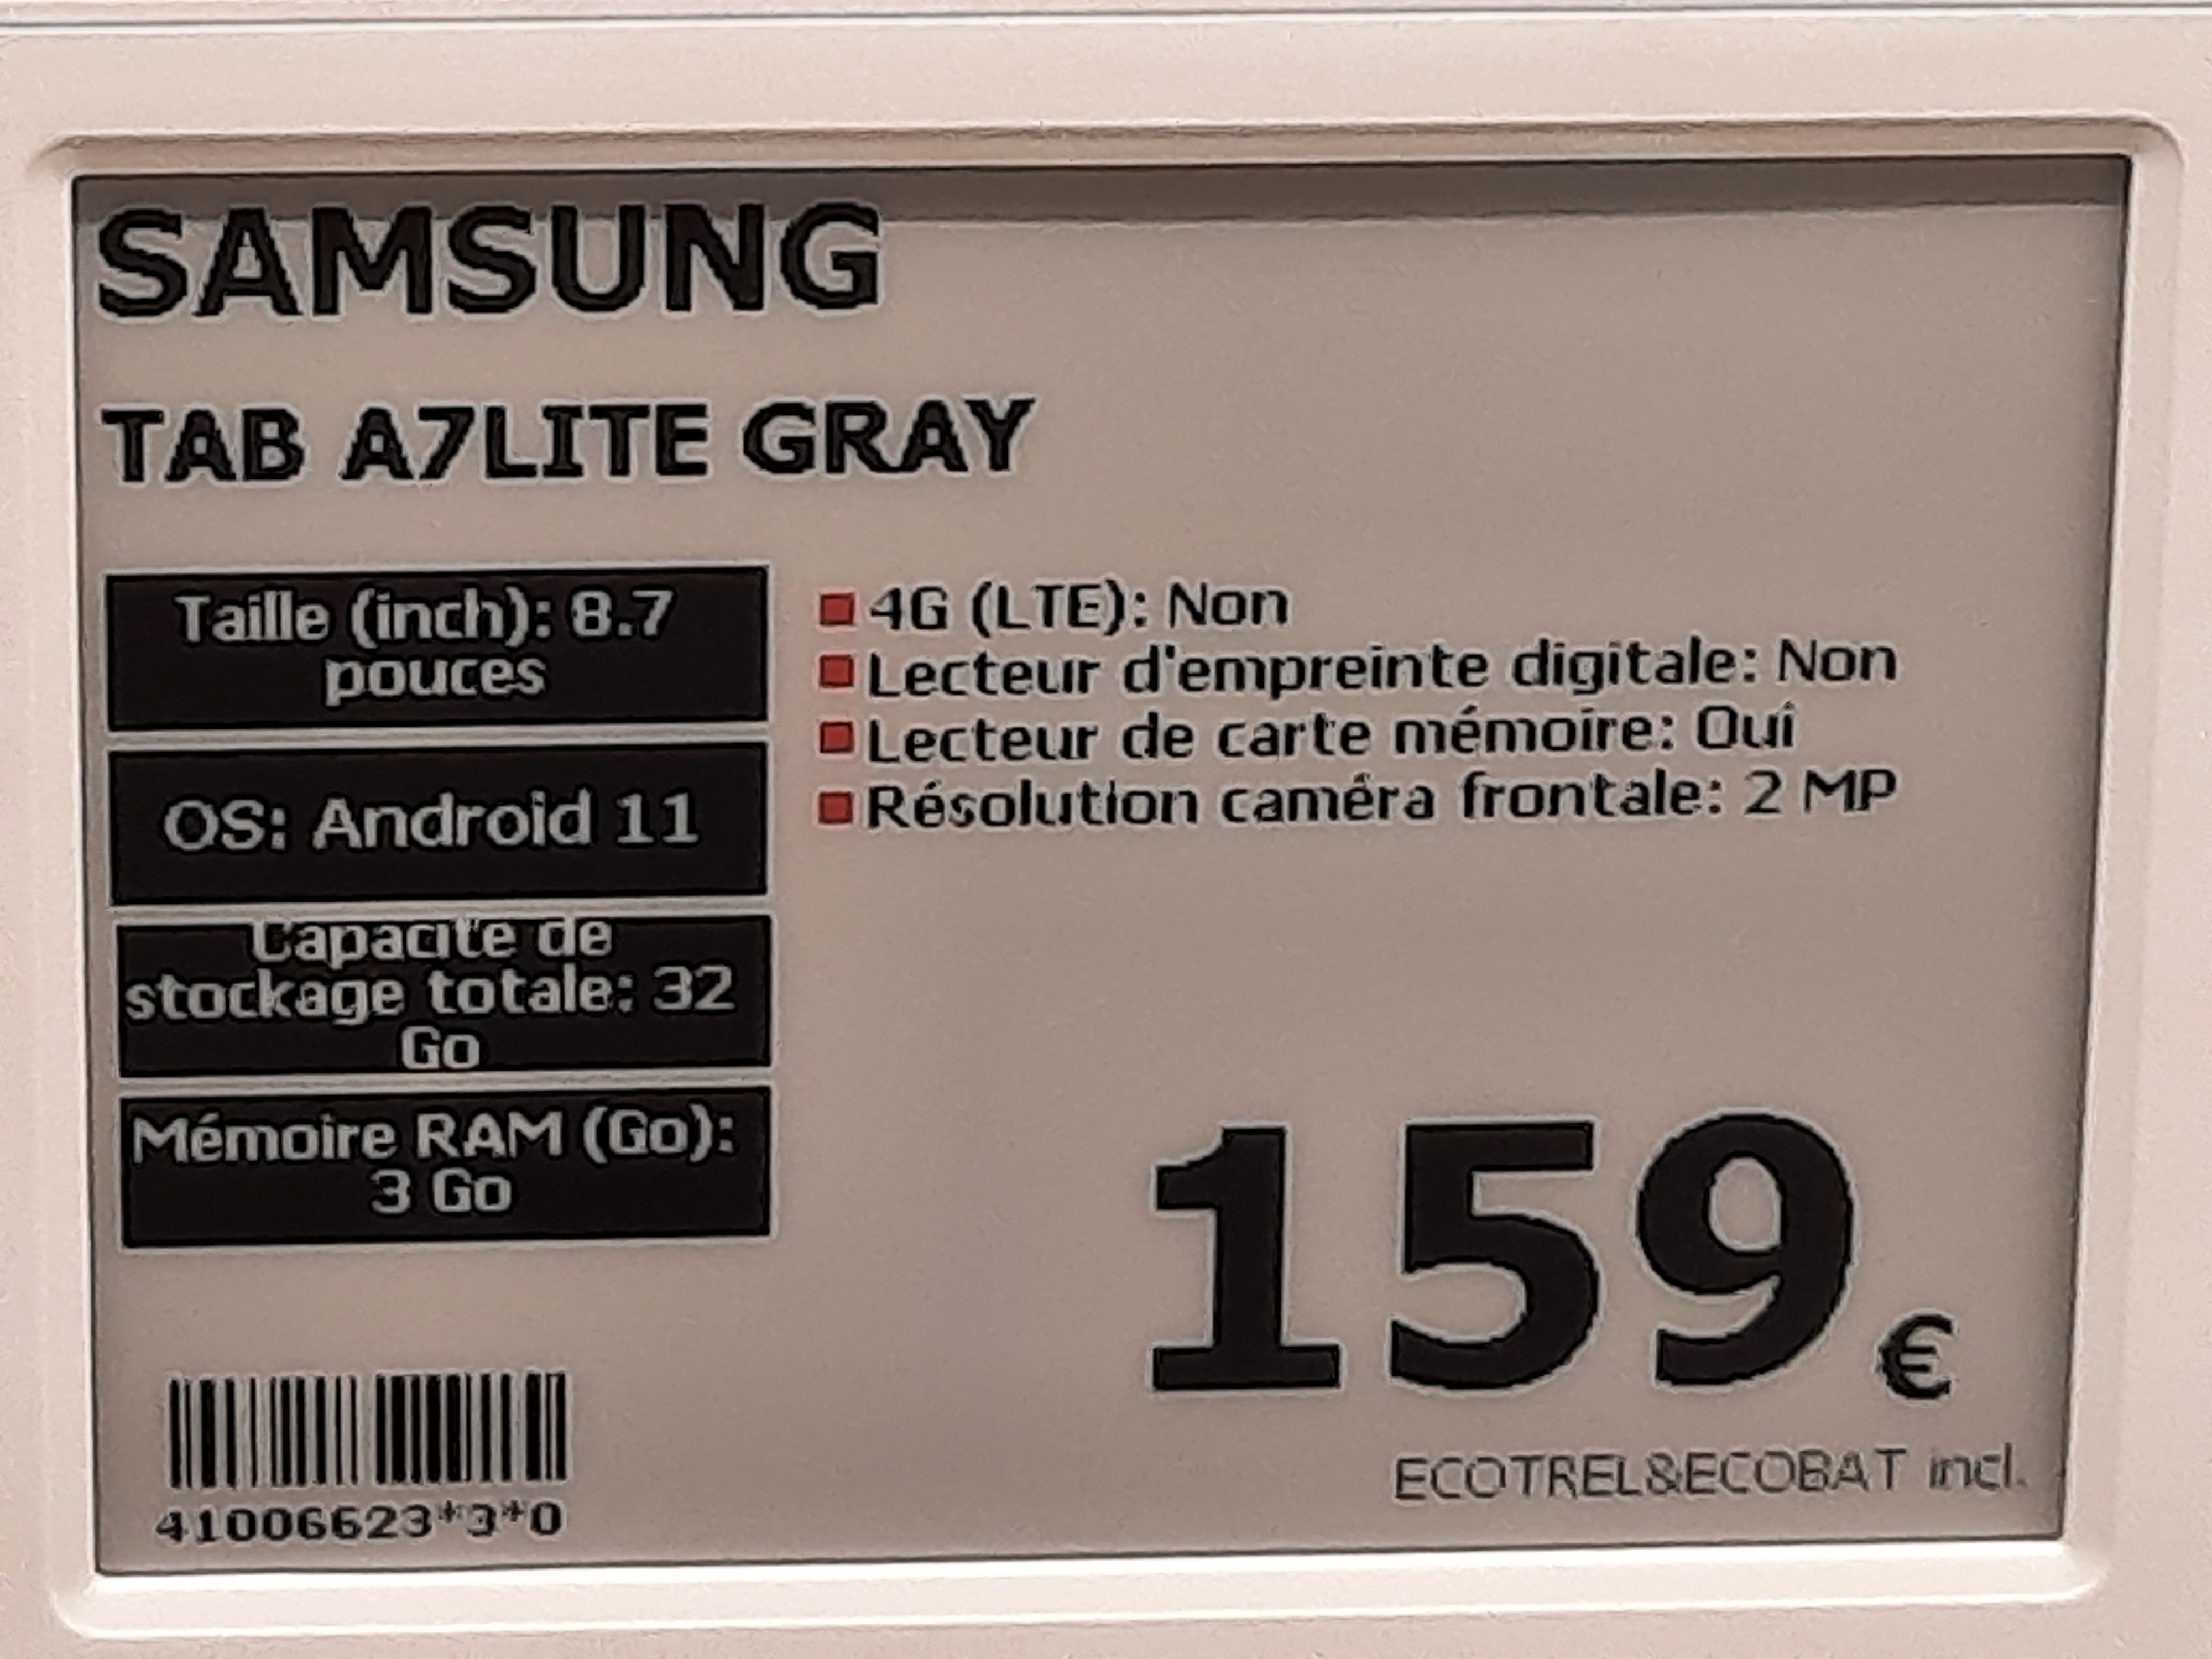 SAMSUNG
TAB A7LITE GRAY
Taille (inch): 8.7
pouces
OS: Android 11
Capacité de
stockage totale: 32
Go
Mémoire RAM (Go):
3 Go
4G (LTE): Non
Lecteur d'empreinte digitale: Non
Lecteur de carte mémoire: Oui
Résolution caméra frontale: 2 MP
159€
ECOTREL&ECOBAT incl.
41006623*3*0